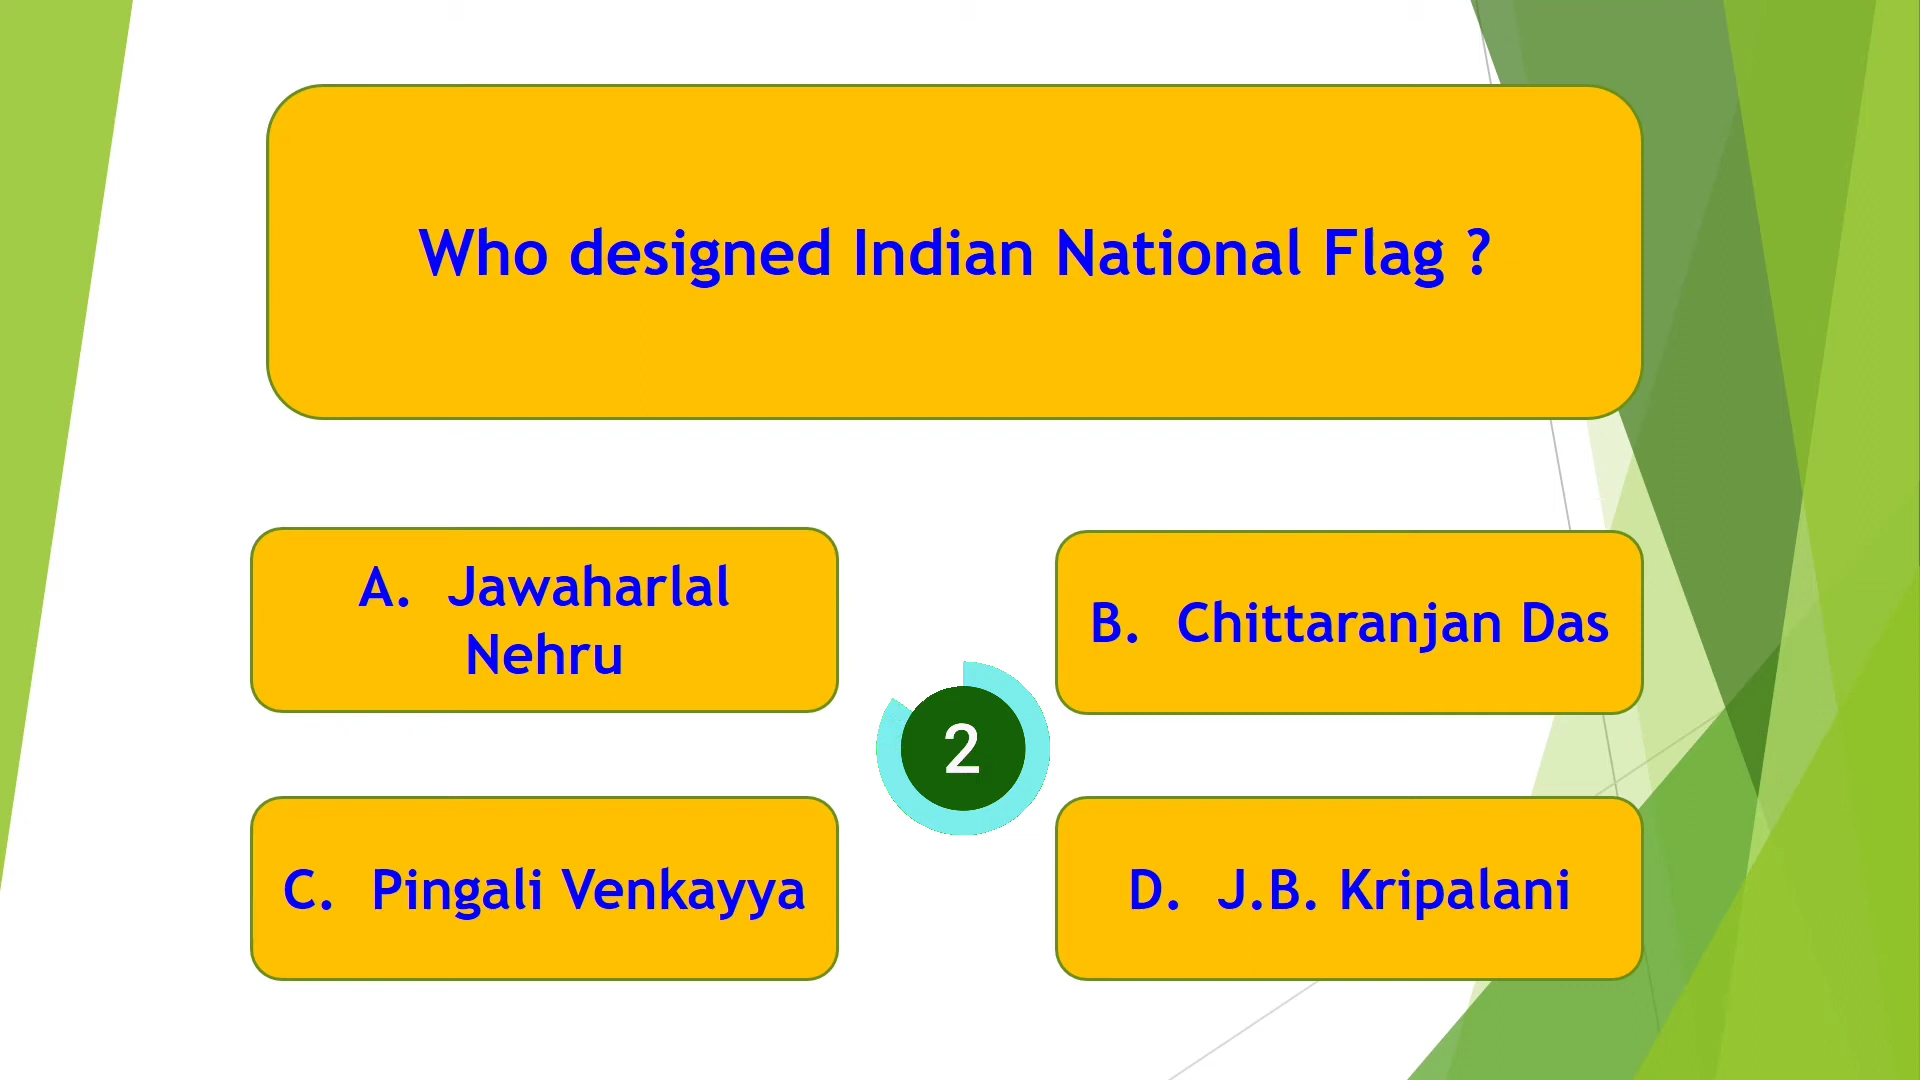 Who designed Indian National Flag ?
A. Jawaharlal
Nehru
B. Chittaranjan Das
2
C. Pingali Venkayya
D. J.B. Kripalani